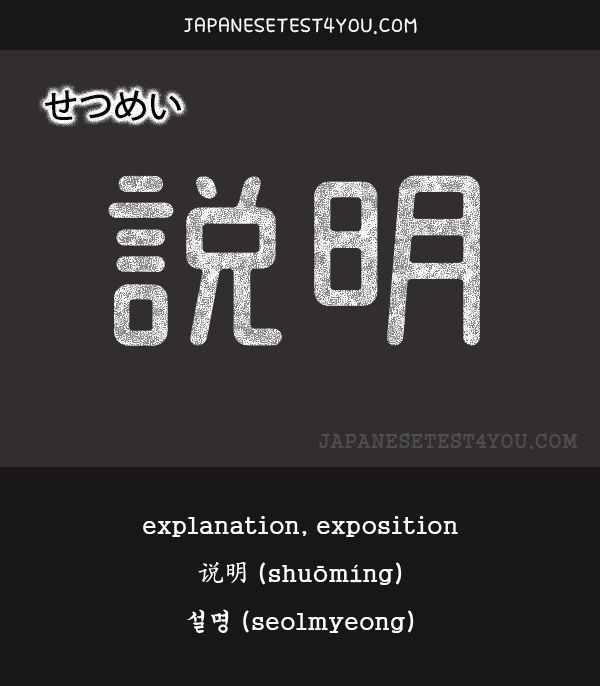 JAPANESETEST4YOU.COM
せつめい
説明
JAPANESETEST4YOU.COM
explanation, exposition
说明 (shuōmíng)
설명 (seolmyeong)